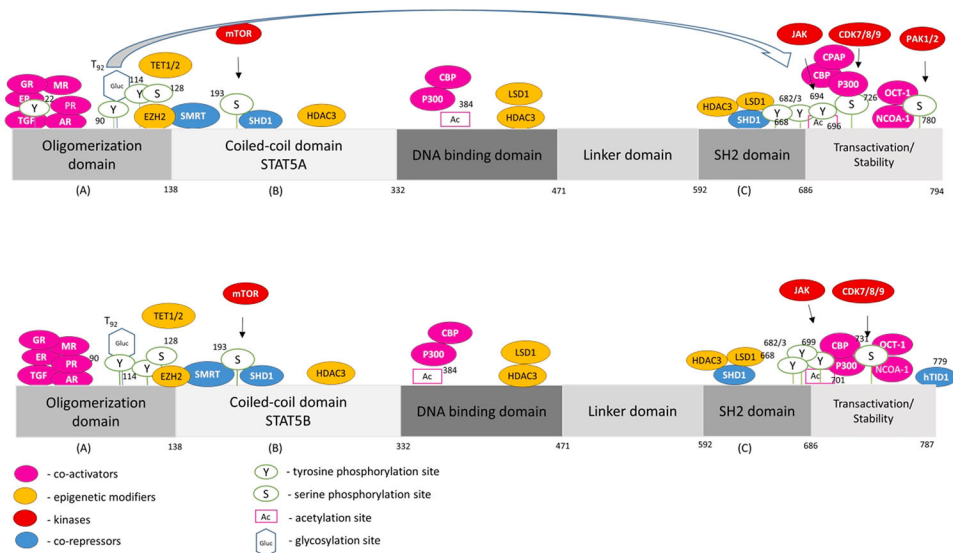 mTOR
JAK
CDK7/8/9
PAK1/2
T92
114
TET1/2
Gluc
GR
MR
ER
22
Y
PR
TGF
AR
90
Y
Y
S
128
EZH2
SMRT
193
S
SHD1
HDAC3
CBP
P300
384
Ac
LSD1
HDAC3
CPAP
CBP
P300
HDAC3
LSD1
SHD1
682/3
694
Y
Y
Y
668
Ac
696
S
726
OCT-1
NCOA-1
S
780
Oligomerization
domain
Coiled-coil domain
STAT5A
DNA binding domain
Linker domain
SH2 domain
Transactivation/
Stability
(A)
138
(B)
332
471
592
(C)
686
794
mTOR
JAK
CDK7/8/9
T92
TET1/2
Gluc
GR
MR
ER
PR
TGF
AR
90
Y
114
Y
S
128
EZH2
SMRT
193
S
SHD1
HDAC3
CBP
P300
Ac
384
LSD1
HDAC3
HDAC3
LSD1
SHD1
682/3
668
699
Y
Y
Y
Ac
701
CBP
P300
S
OCT-1
NCOA-1
779
hTID1
Oligomerization
domain
Coiled-coil domain
STAT5B
DNA binding domain
Linker domain
SH2 domain
Transactivation/
Stability
(A)
138
(B)
332
471
592
(C)
686
787
- co-activators
- epigenetic modifiers
- kinases
- co-repressors
Y - tyrosine phosphorylation site
S - serine phosphorylation site
Ac - acetylation site
Gluc - glycosylation site